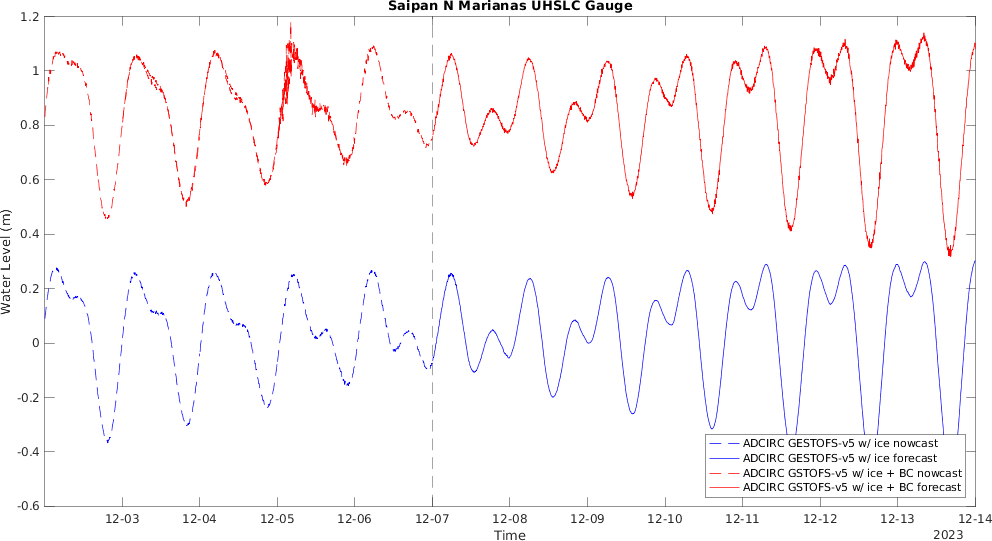 Saipan N Marianas UHSLC Gauge
Water Level (m)
1.2
1
0.8
0.6
0.4
0.2
0
-0.2
-0.4
-0.6
ADCIRC GESTOFS-v5 w/ ice nowcast
ADCIRC GESTOFS-v5 w/ ice forecast
ADCIRC GSTOFS-v5 w/ ice + BC nowcast
ADCIRC GSTOFS-v5 w/ ice + BC forecast
12-03 12-04 12-05 12-06 12-07 12-08 12-09 12-10 12-11 12-12 12-13 12-14
Time
2023